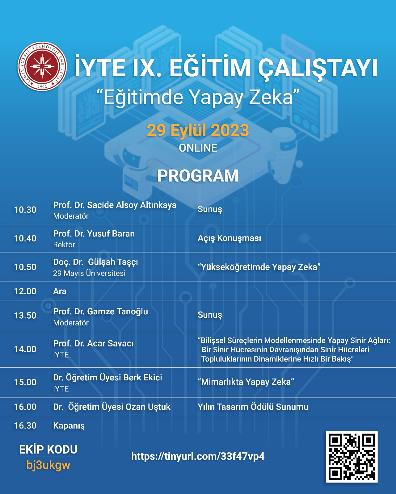 İYTE IX. EĞİTİM ÇALIŞTAYI
“Eğitimde Yapay Zeka”
29 Eylül 2023
ONLINE
PROGRAM
10.30 Prof. Dr. Sacide Alsoy Altınkaya Sunuş
Moderatör
10.40 Prof. Dr. Yusuf Baran Açış Konuşması
Rektör
10.50 Doç. Dr. Gülşah Taşçı “Yükseköğretimde Yapay Zeka”
29 Mayıs Üniversitesi
12.00 Ara
13.50 Prof. Dr. Gamze Tanoğlu Sunuş
Moderatör
14.00 Prof. Dr. Acar Savacı “Bilişsel Süreçlerin Modellenmesinde Yapay Sinir Ağları:
İYTE Bir Sinir Hücresinin Davranışından Sinir Hücreleri
Topluluklarının Dinamiklerine Hızlı Bir Bakış”
15.00 Dr. Öğretim Üyesi Berk Ekici “Mimarlıkta Yapay Zeka”
İYTE
16.00 Dr. Öğretim Üyesi Ozan Uştuk Yılın Tasarım Ödülü Sunumu
16.30 Kapanış
EKİP KODU
bj3ukgw
https://tinyurl.com/33f47vp4